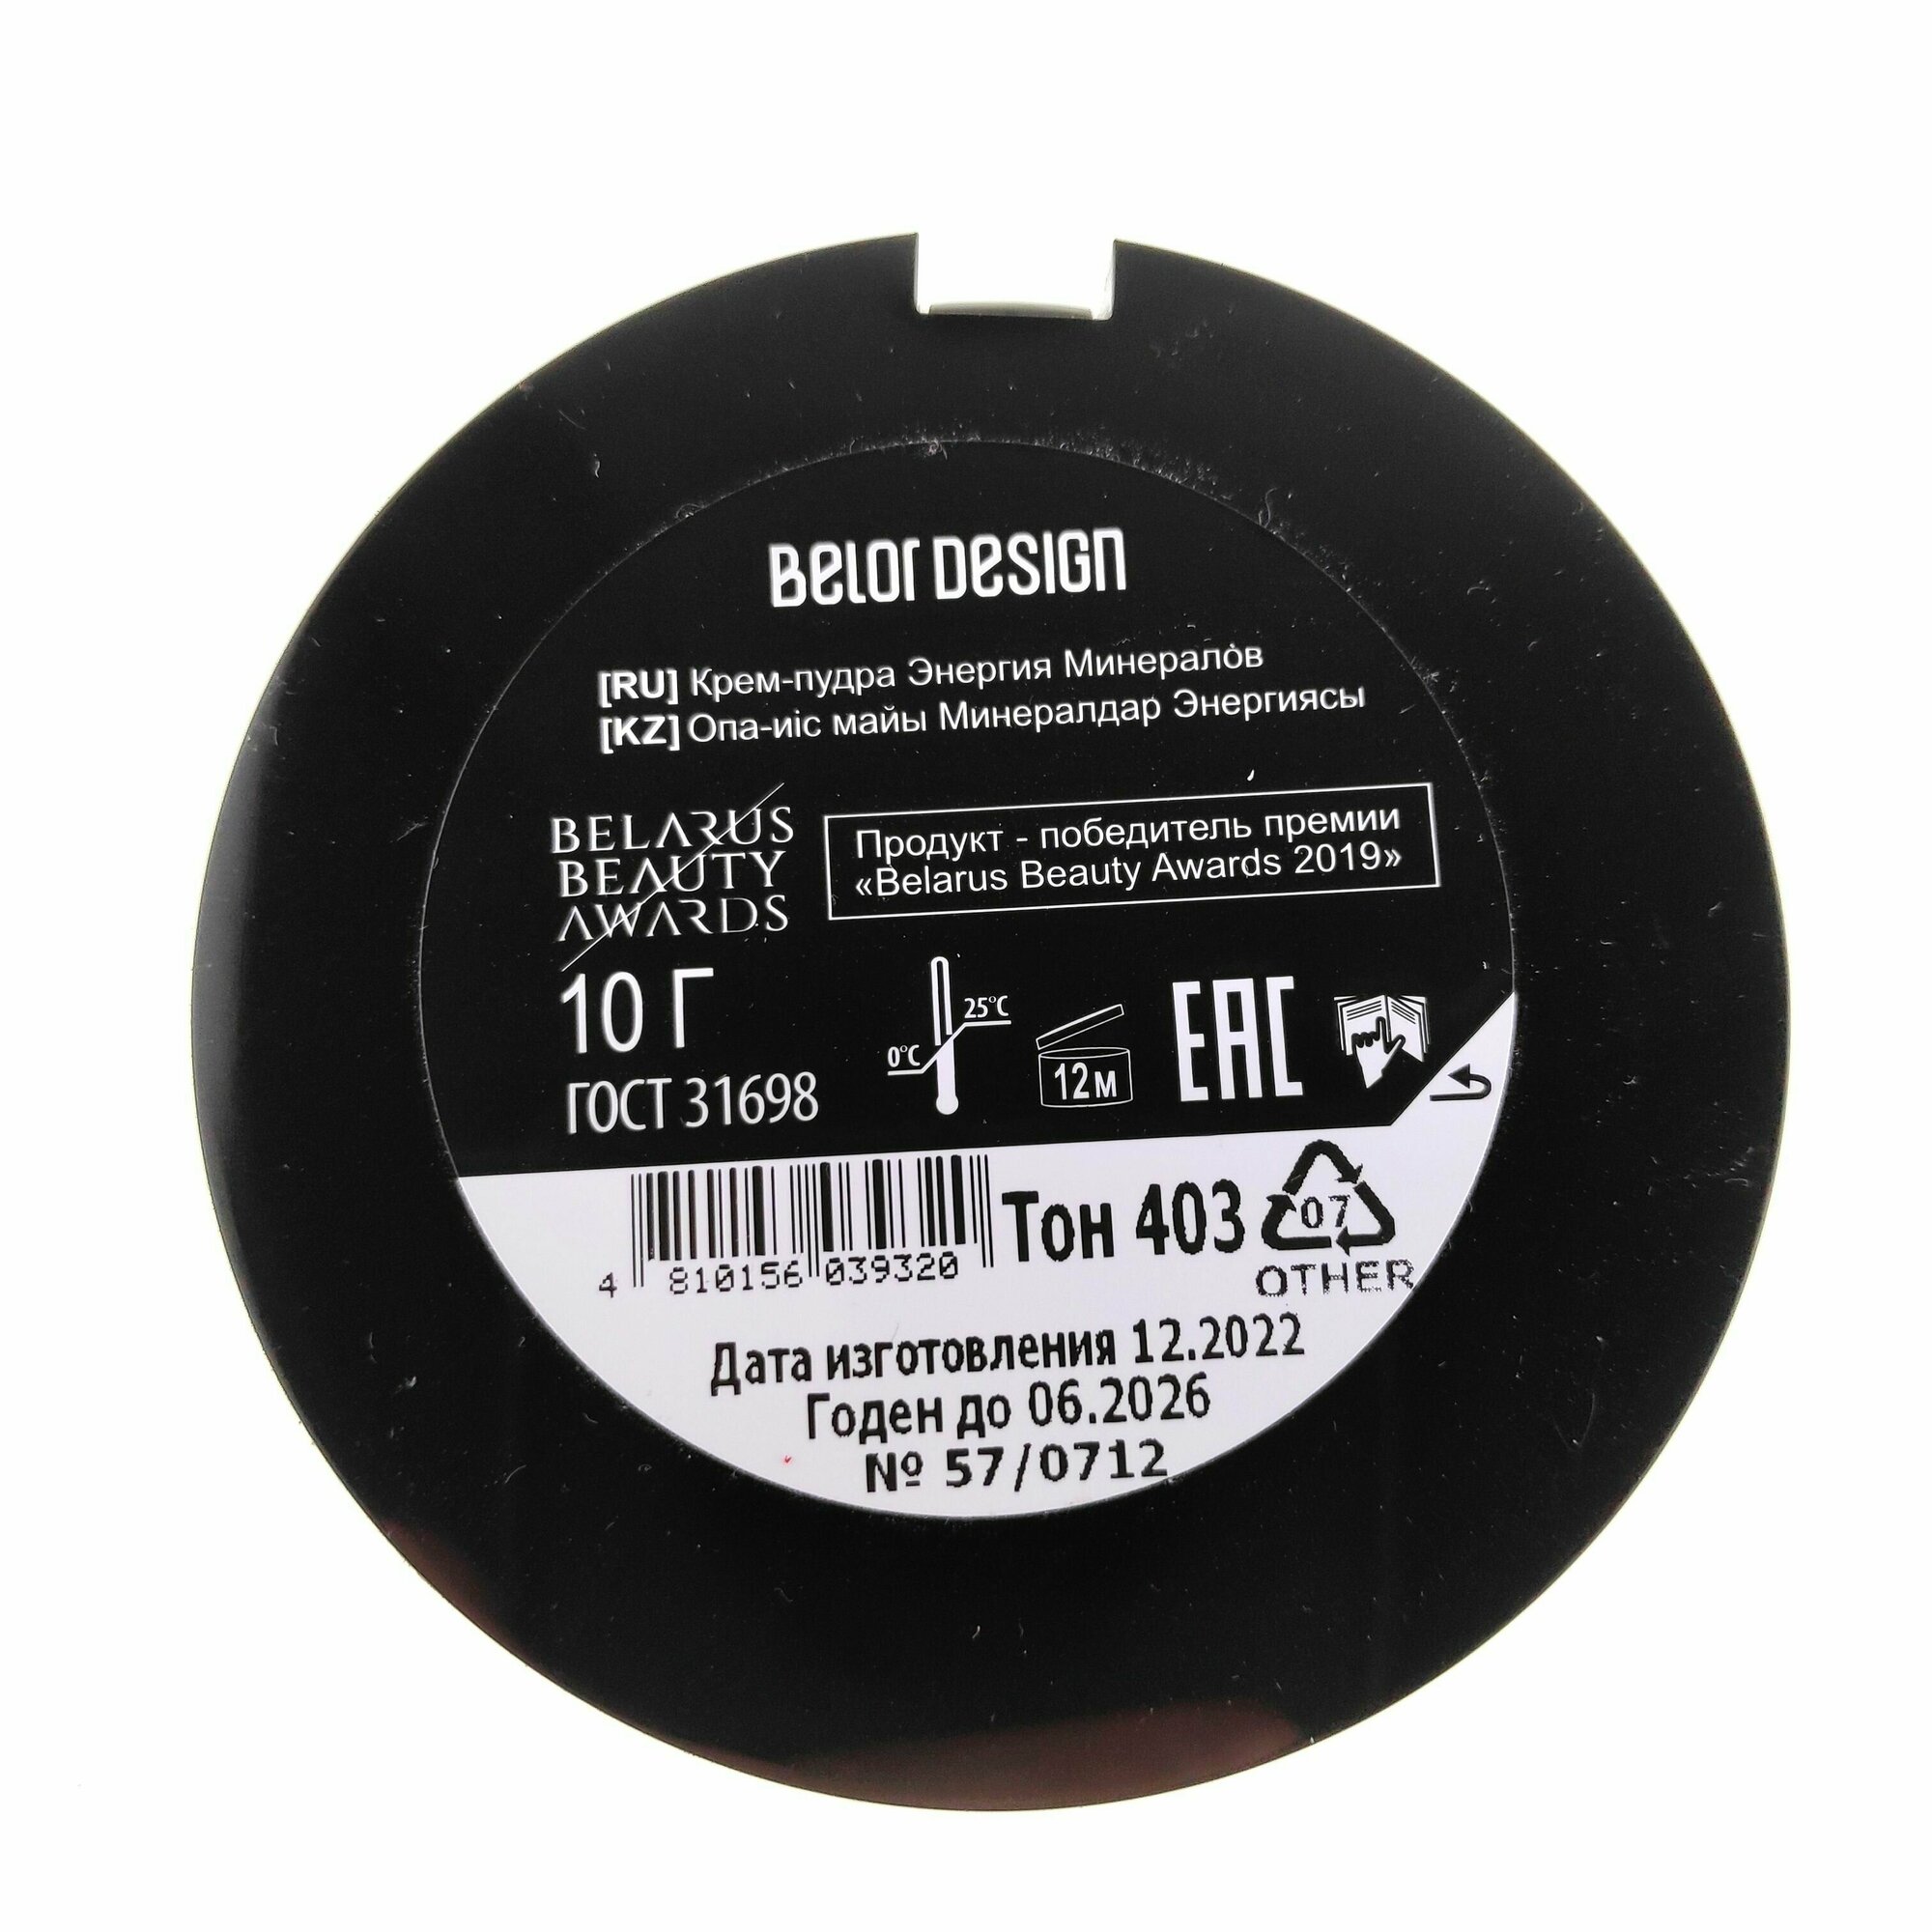 BELOR DESIGN
[RU] Крем-пудра Энергия Минералов
[KZ] Опа-иіс майы Минералдар Энергиясы
BELARUS
BEAUTY
AWARDS
Продукт - победитель премии
«Belarus Beauty Awards 2019»
10 Г
ГОСТ 31698
0°C 25°C
12м
EAC
4 810156 039320
Тон 403
07
OTHER
Дата изготовления 12.2022
Годен до 06.2026
№ 57/0712